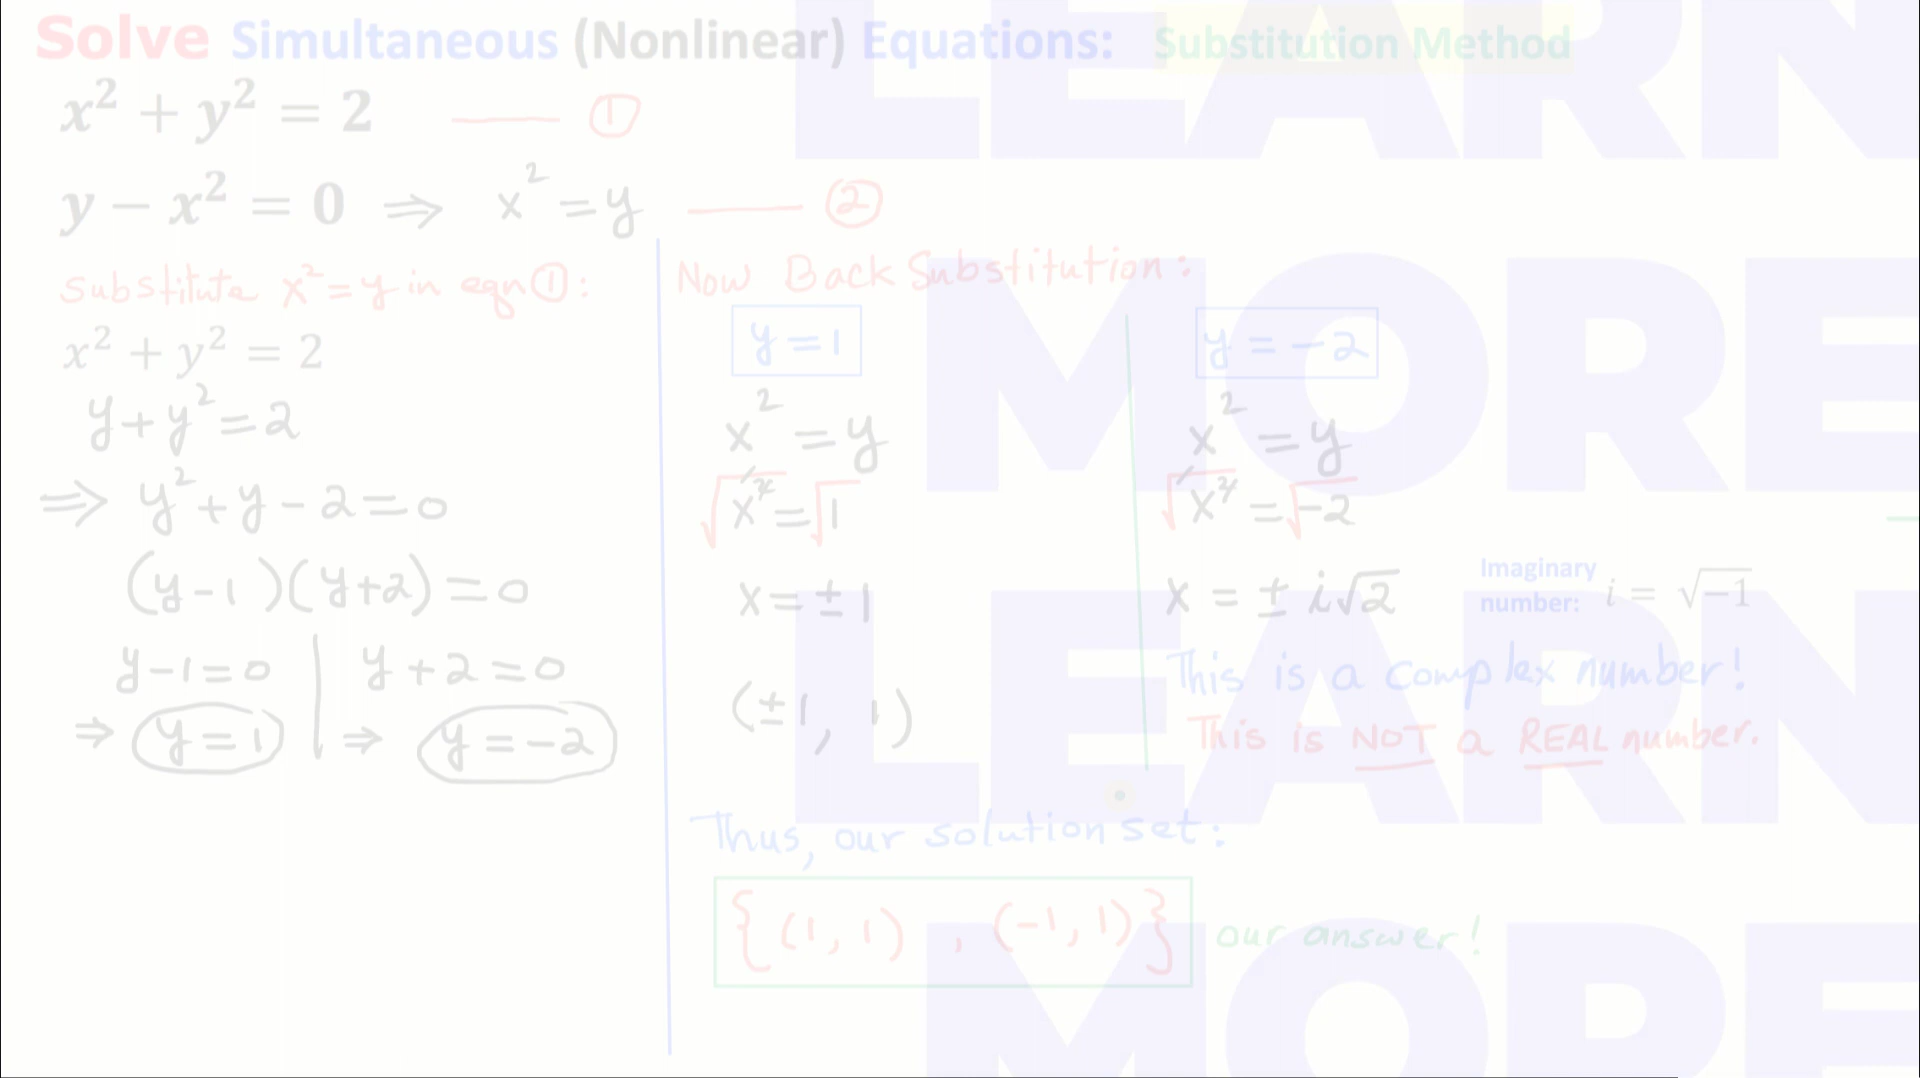 Solve Simultaneous (Nonlinear) Equations: Substitution Method
x² + y² = 2 —— ①
y − x² = 0 ⇒ x² = y —— ②
Substitute x² = y in eqn ① :
x² + y² = 2
y + y² = 2
⇒ y² + y − 2 = 0
(y − 1)(y + 2) = 0
y − 1 = 0 | y + 2 = 0
⇒ y = 1 | ⇒ y = −2
Now Back Substitution :
y = 1
x² = y
√x² = √1
x = ± 1
(±1, 1)
y = −2
x² = y
√x² = √−2
x = ± i√2
Imaginary number: i = √−1
This is a complex number!
This is NOT a REAL number.
Thus, our solution set :
{(1, 1) , (−1, 1)} our answer!
LEARN
MORE
LEARN
MORE